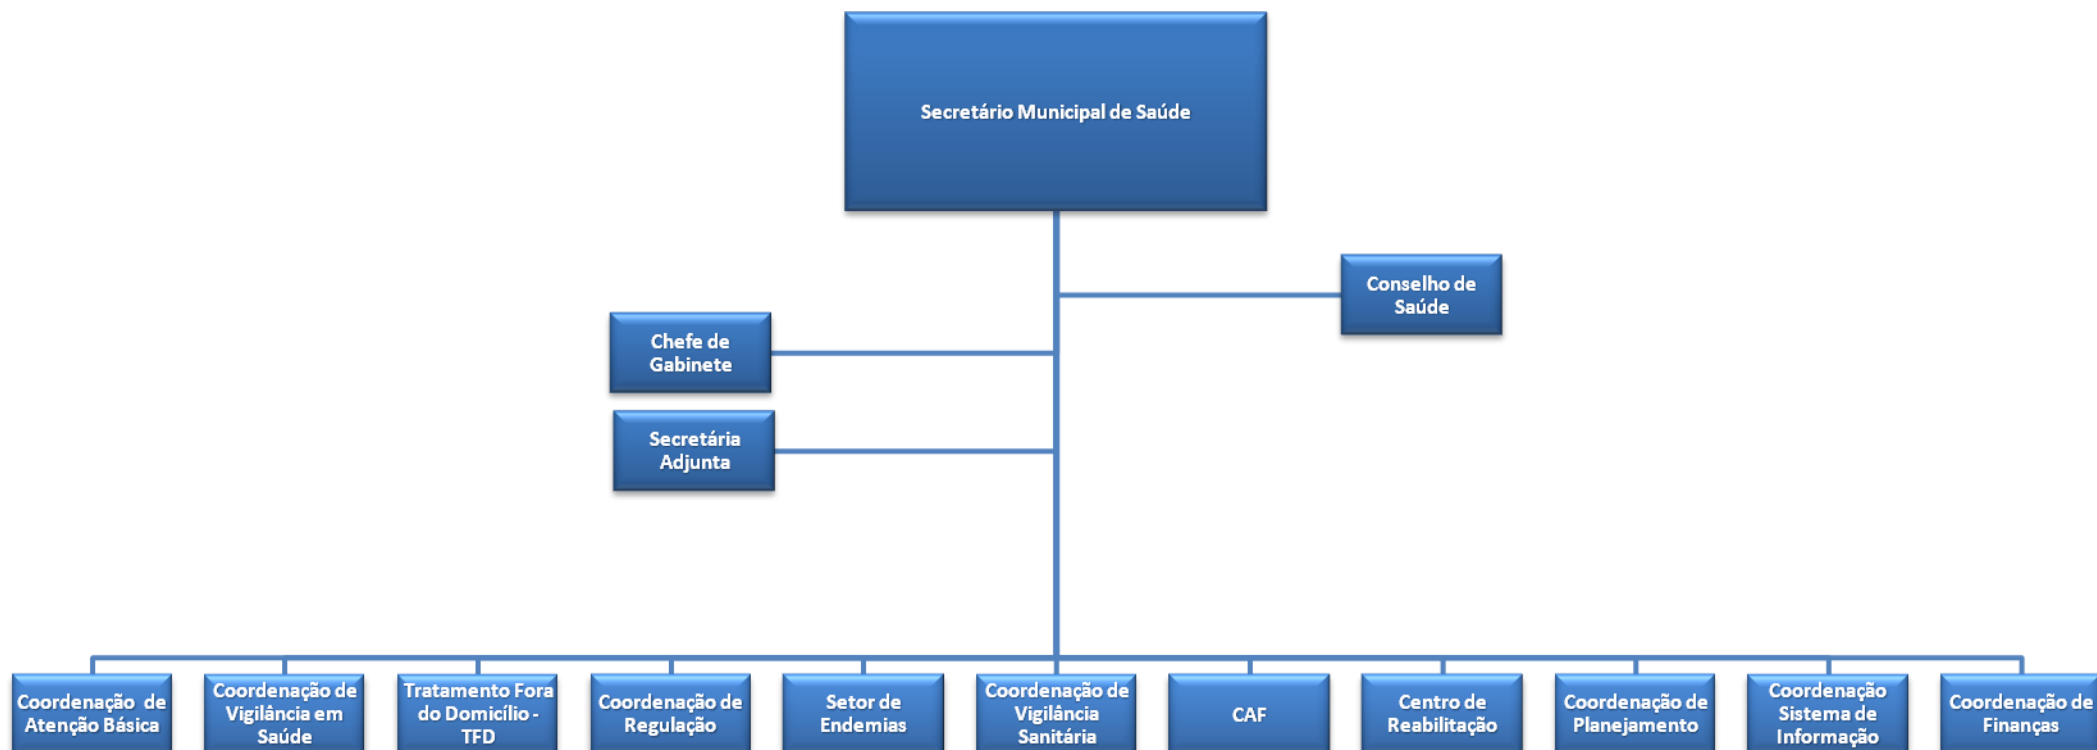 Secretário Municipal de Saúde
Conselho de
Saúde
Chefe de
Gabinete
Secretária
Adjunta
Coordenação de
Atenção Básica
Coordenação de
Vigilância em
Saúde
Tratamento Fora
do Domicílio -
TFD
Coordenação de
Regulação
Setor de
Endemias
Coordenação de
Vigilância
Sanitária
CAF
Centro de
Reabilitação
Coordenação de
Planejamento
Coordenação
Sistema de
Informação
Coordenação de
Finanças